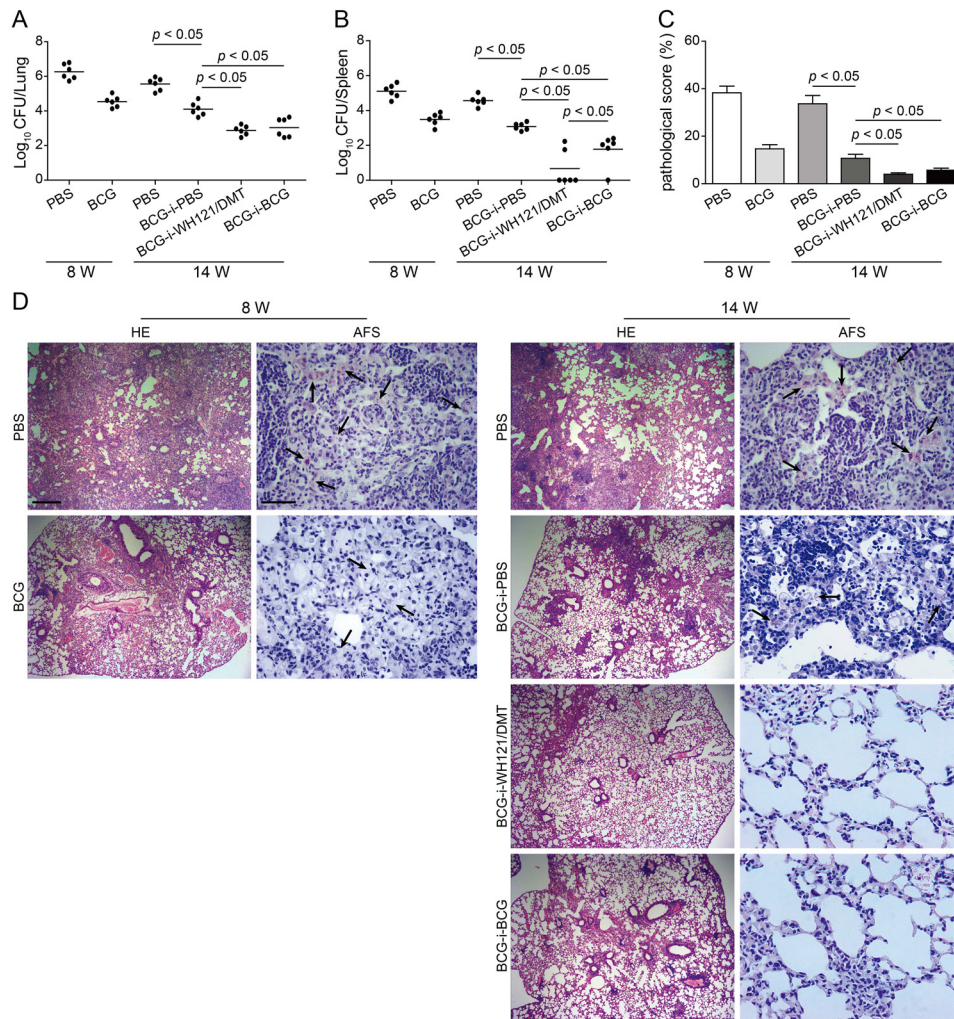 A
Log10 CFU/Lung
8
6
4
2
0
p < 0.05
p < 0.05
p < 0.05
PBS
BCG
PBS
BCG-i-PBS
BCG-i-WH121/DMT
BCG-i-BCG
8 W
14 W
B
Log10 CFU/Spleen
8
6
4
2
0
p < 0.05
p < 0.05
p < 0.05
p < 0.05
PBS
BCG
PBS
BCG-i-PBS
BCG-i-WH121/DMT
BCG-i-BCG
8 W
14 W
C
pathological score (%)
60
40
20
0
p < 0.05
p < 0.05
p < 0.05
PBS
BCG
PBS
BCG-i-PBS
BCG-i-WH121/DMT
BCG-i-BCG
8 W
14 W
D
8 W
HE
AFS
PBS
BCG
14 W
HE
AFS
PBS
BCG-i-PBS
BCG-i-WH121/DMT
BCG-i-BCG